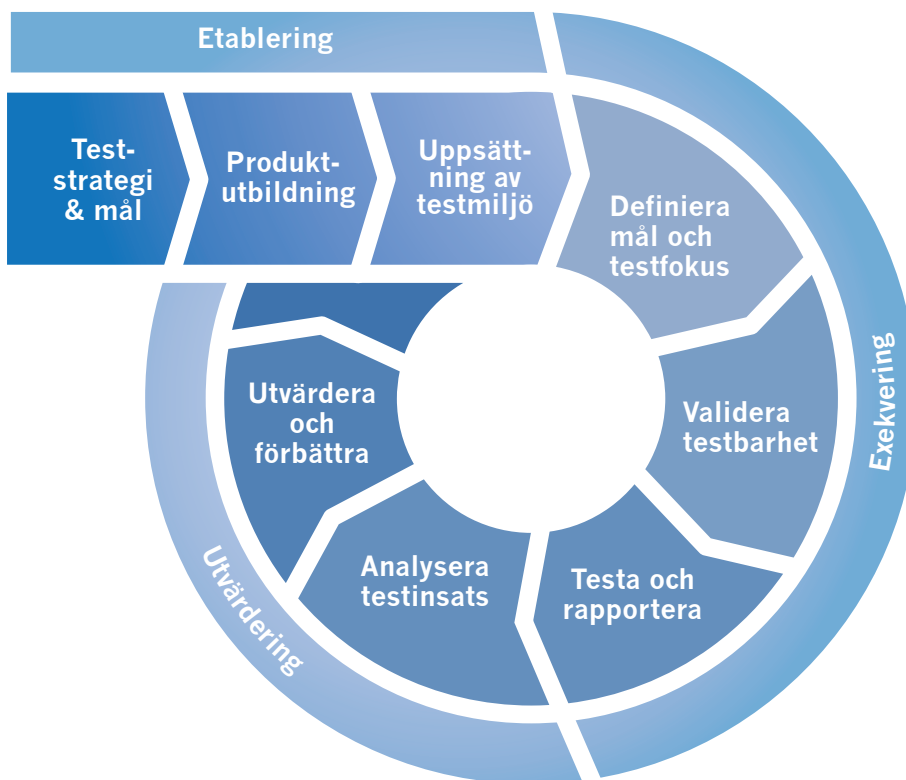 Etablering
Test-
strategi
& mål
Produkt-
utbildning
Uppsätt-
ning av
testmiljö
Definiera
mål och
testfokus
Validera
testbarhet
Exekvering
Testa och
rapportera
Analysera
testinsats
Utvärdera
och
förbättra
Utvärdering